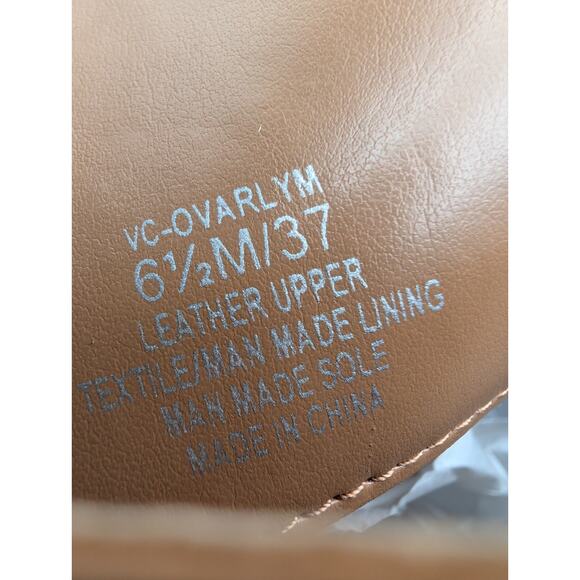 VC-OVARLYM
6½M/37
LEATHER UPPER
TEXTILE/MAN MADE LINING
MAN MADE SOLE
MADE IN CHINA